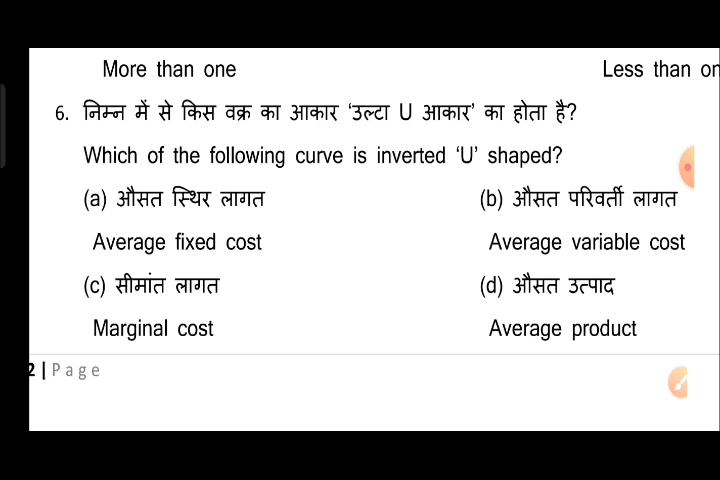 More than one Less than
6. निम्न में से किस वक्र का आकार ‘उल्टा U आकार’ का होता है?
Which of the following curve is inverted ‘U’ shaped?
(a) औसत स्थिर लागत (b) औसत परिवर्ती लागत
Average fixed cost Average variable cost
(c) सीमांत लागत (d) औसत उत्पाद
Marginal cost Average product
2 | Page